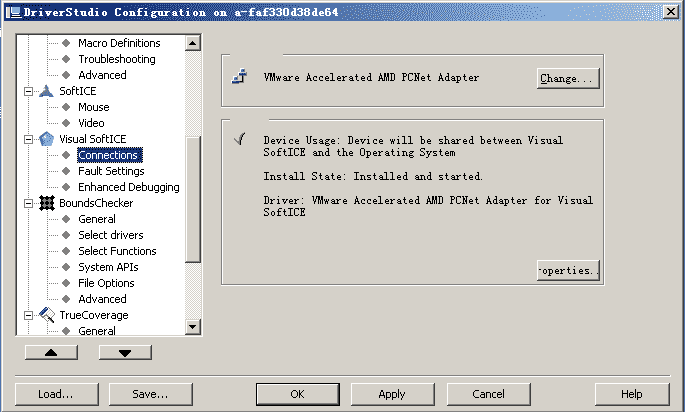 DriverStudio Configuration on a-faf330d38de64
Macro Definitions
Troubleshooting
Advanced
SoftICE
Mouse
Video
Visual SoftICE
Connections
Fault Settings
Enhanced Debugging
BoundsChecker
General
Select drivers
Select Functions
System APIs
File Options
Advanced
TrueCoverage
General
VMware Accelerated AMD PCNet Adapter
Change...
Device Usage: Device will be shared between Visual
SoftICE and the Operating System
Install State: Installed and started.
Driver: VMware Accelerated AMD PCNet Adapter for Visual
SoftICE
operties..
Load...
Save...
OK
Apply
Cancel
Help